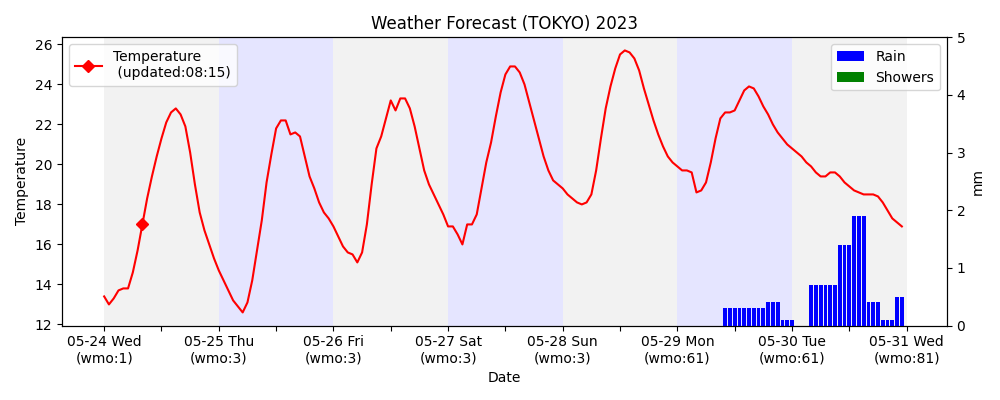 Weather Forecast (TOKYO) 2023
Temperature
(updated:08:15)
Rain
Showers
26
24
22
20
18
16
14
12
Temperature
5
4
3
2
1
0
mm
05-24 Wed
(wmo:1)
05-25 Thu
(wmo:3)
05-26 Fri
(wmo:3)
05-27 Sat
(wmo:3)
05-28 Sun
(wmo:3)
05-29 Mon
(wmo:61)
05-30 Tue
(wmo:61)
05-31 Wed
(wmo:81)
Date